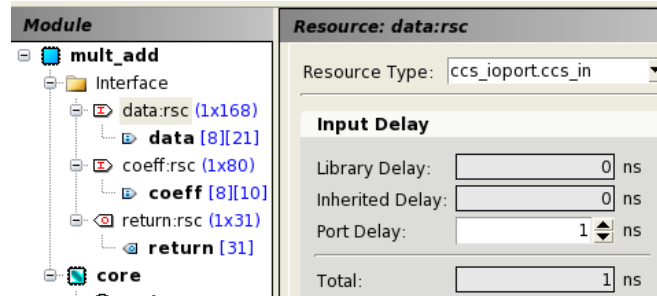 Module
mult_add
Interface
data:rsc (1x168)
data [8][21]
coeff:rsc (1x80)
coeff [8][10]
return:rsc (1x31)
return [31]
core
Resource: data:rsc
Resource Type: ccs_ioport.ccs_in
Input Delay
Library Delay: 0 ns
Inherited Delay: 0 ns
Port Delay: 1 ns
Total: 1 ns